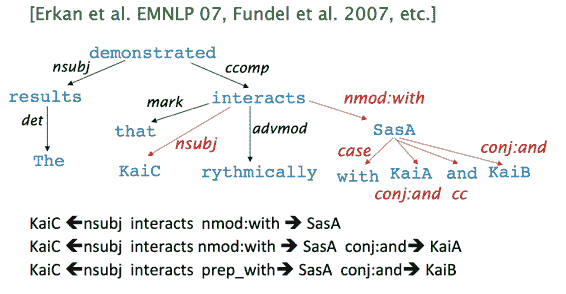 [Erkan et al. EMNLP 07, Fundel et al. 2007, etc.]
demonstrated
nsubj ccomp
results mark interacts nmod:with
det that nsubj advmod SasA
The KaiC rythmically case conj:and
with KaiA and KaiB
conj:and cc
KaiC 🡸nsubj interacts nmod:with 🡺 SasA
KaiC 🡸nsubj interacts nmod:with 🡺 SasA conj:and🡺 KaiA
KaiC 🡸nsubj interacts prep_with🡺 SasA conj:and🡺 KaiB